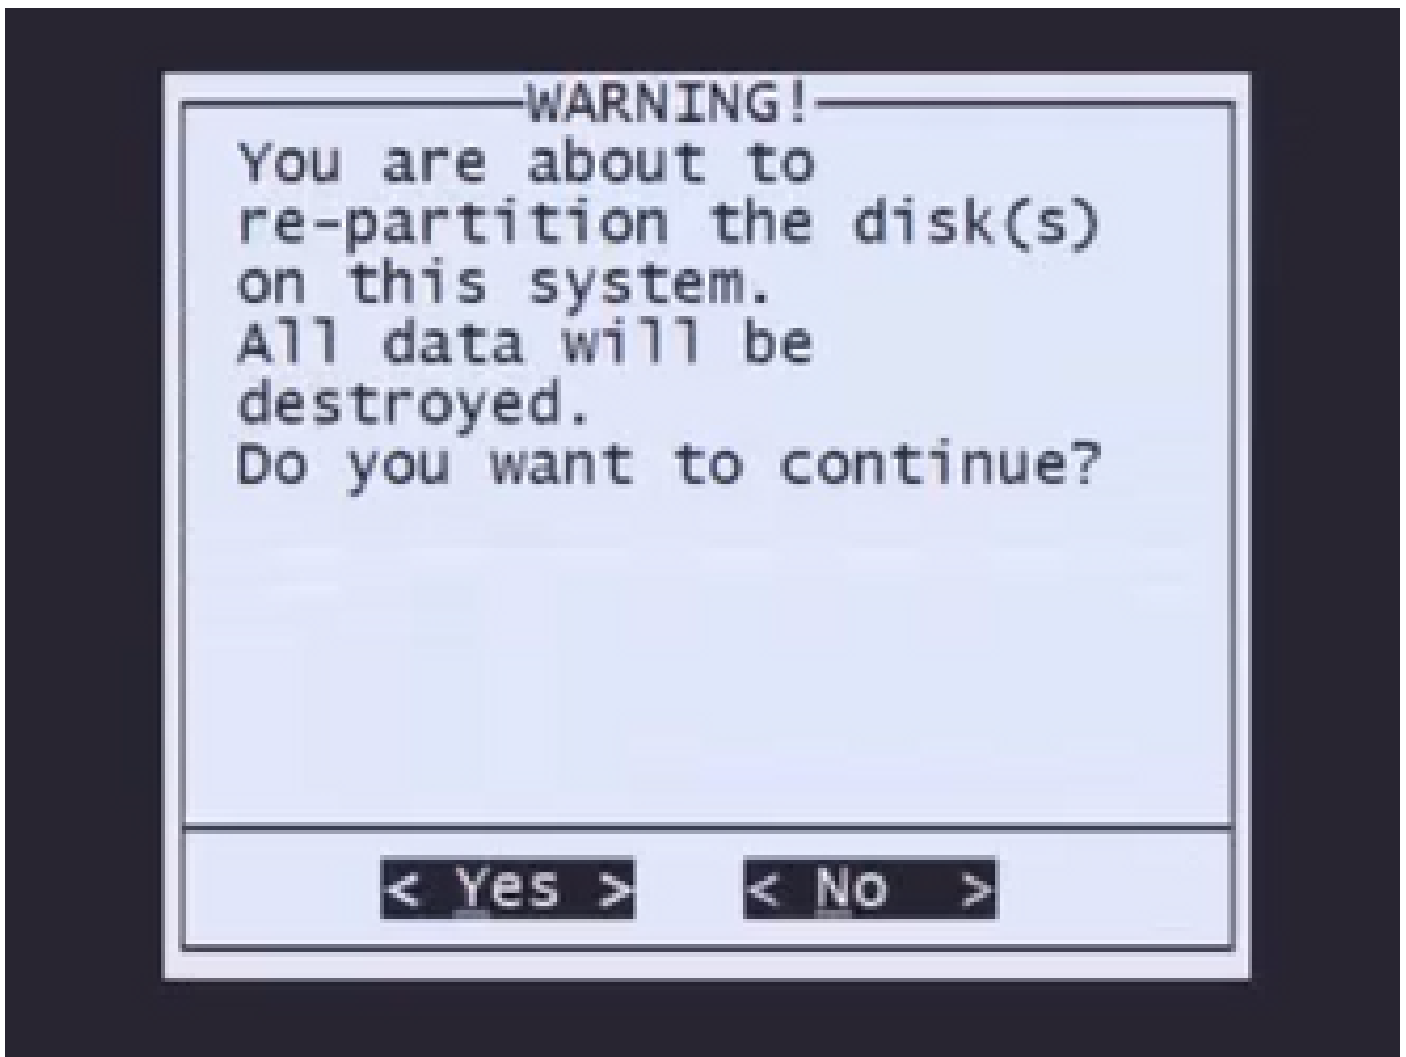 WARNING!
You are about to
re-partition the disk(s)
on this system.
All data will be
destroyed.
Do you want to continue?
< Yes > < No >